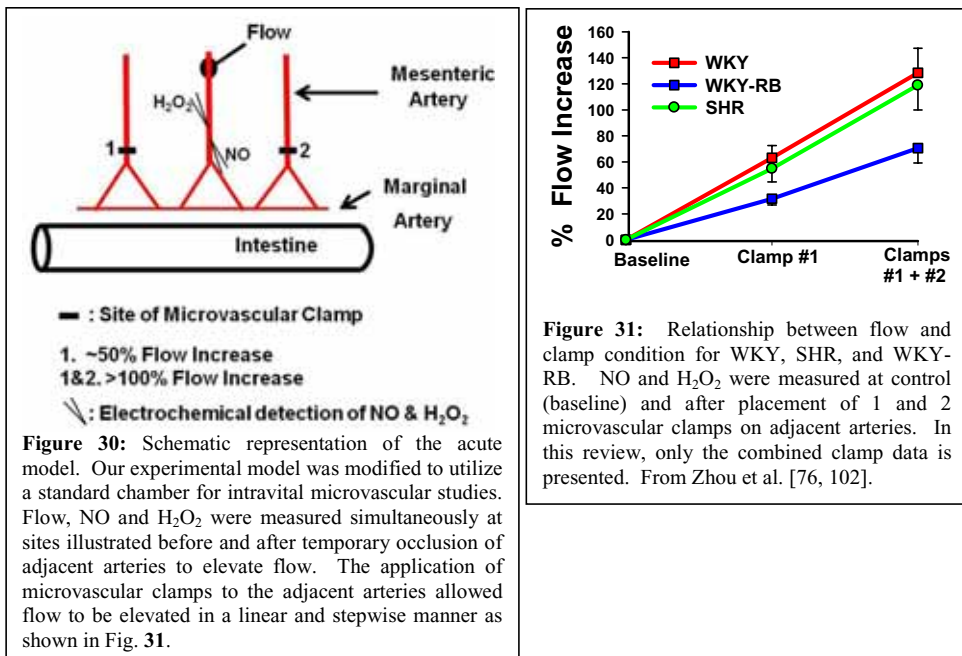 Flow
Mesenteric
Artery
H₂O₂
NO
1
2
Marginal
Artery
Intestine
: Site of Microvascular Clamp
1. ~50% Flow Increase
1&2. >100% Flow Increase
: Electrochemical detection of NO & H₂O₂
Figure 30: Schematic representation of the acute
model. Our experimental model was modified to utilize
a standard chamber for intravital microvascular studies.
Flow, NO and H₂O₂ were measured simultaneously at
sites illustrated before and after temporary occlusion of
adjacent arteries to elevate flow. The application of
microvascular clamps to the adjacent arteries allowed
flow to be elevated in a linear and stepwise manner as
shown in Fig. 31.
% Flow Increase
160
140
120
100
80
60
40
20
0
WKY
WKY-RB
SHR
Baseline
Clamp #1
Clamps
#1 + #2
Figure 31: Relationship between flow and
clamp condition for WKY, SHR, and WKY-
RB. NO and H₂O₂ were measured at control
(baseline) and after placement of 1 and 2
microvascular clamps on adjacent arteries. In
this review, only the combined clamp data is
presented. From Zhou et al. [76, 102].